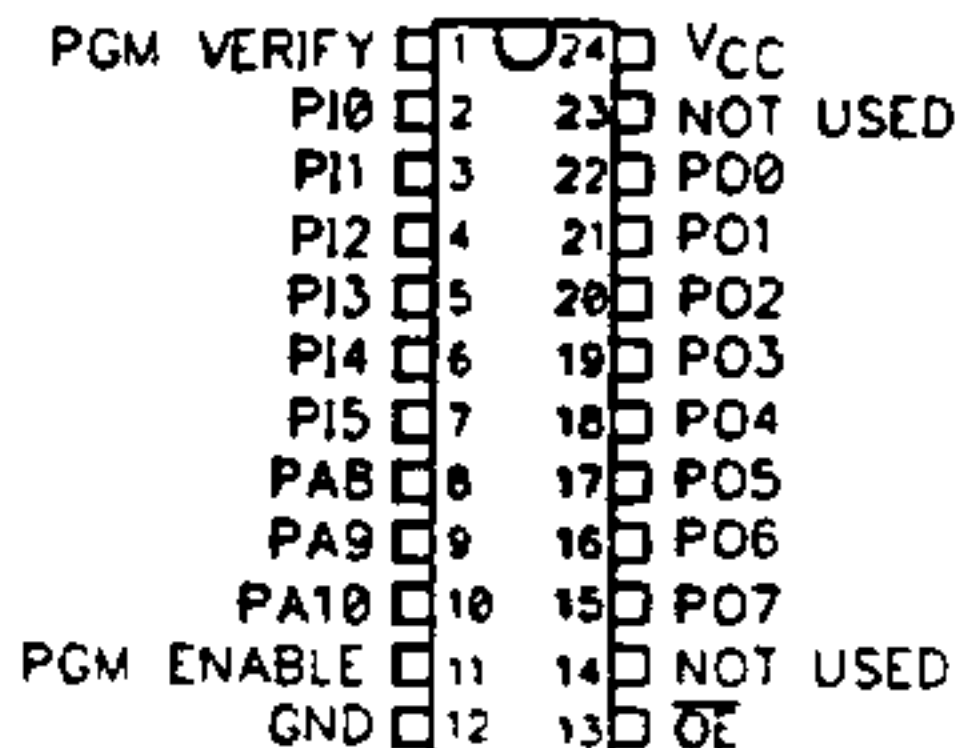 PGM VERIFY 1 24 VCC
PI0 2 23 NOT USED
PI1 3 22 PO0
PI2 4 21 PO1
PI3 5 20 PO2
PI4 6 19 PO3
PI5 7 18 PO4
PA8 8 17 PO5
PA9 9 16 PO6
PA10 10 15 PO7
PGM ENABLE 11 14 NOT USED
GND 12 13 O̅E̅